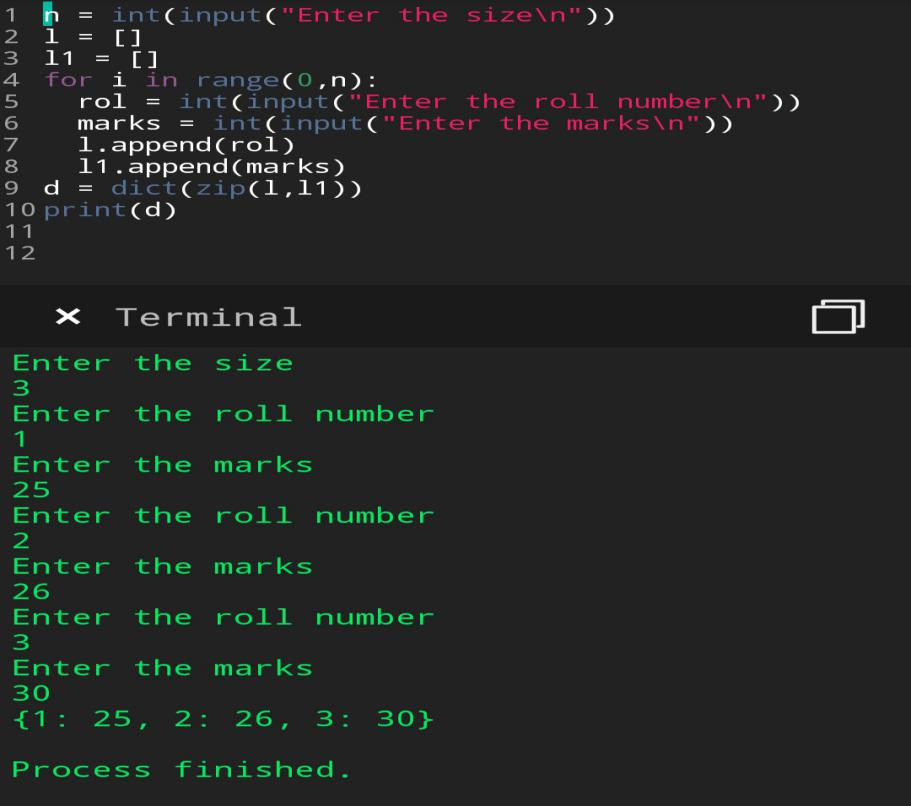 1 n = int(input("Enter the size\n"))
2 l = []
3 l1 = []
4 for i in range(0,n):
5   rol = int(input("Enter the roll number\n"))
6   marks = int(input("Enter the marks\n"))
7   l.append(rol)
8   l1.append(marks)
9 d = dict(zip(l,l1))
10 print(d)
11
12
× Terminal
Enter the size
3
Enter the roll number
1
Enter the marks
25
Enter the roll number
2
Enter the marks
26
Enter the roll number
3
Enter the marks
30
{1: 25, 2: 26, 3: 30}
Process finished.